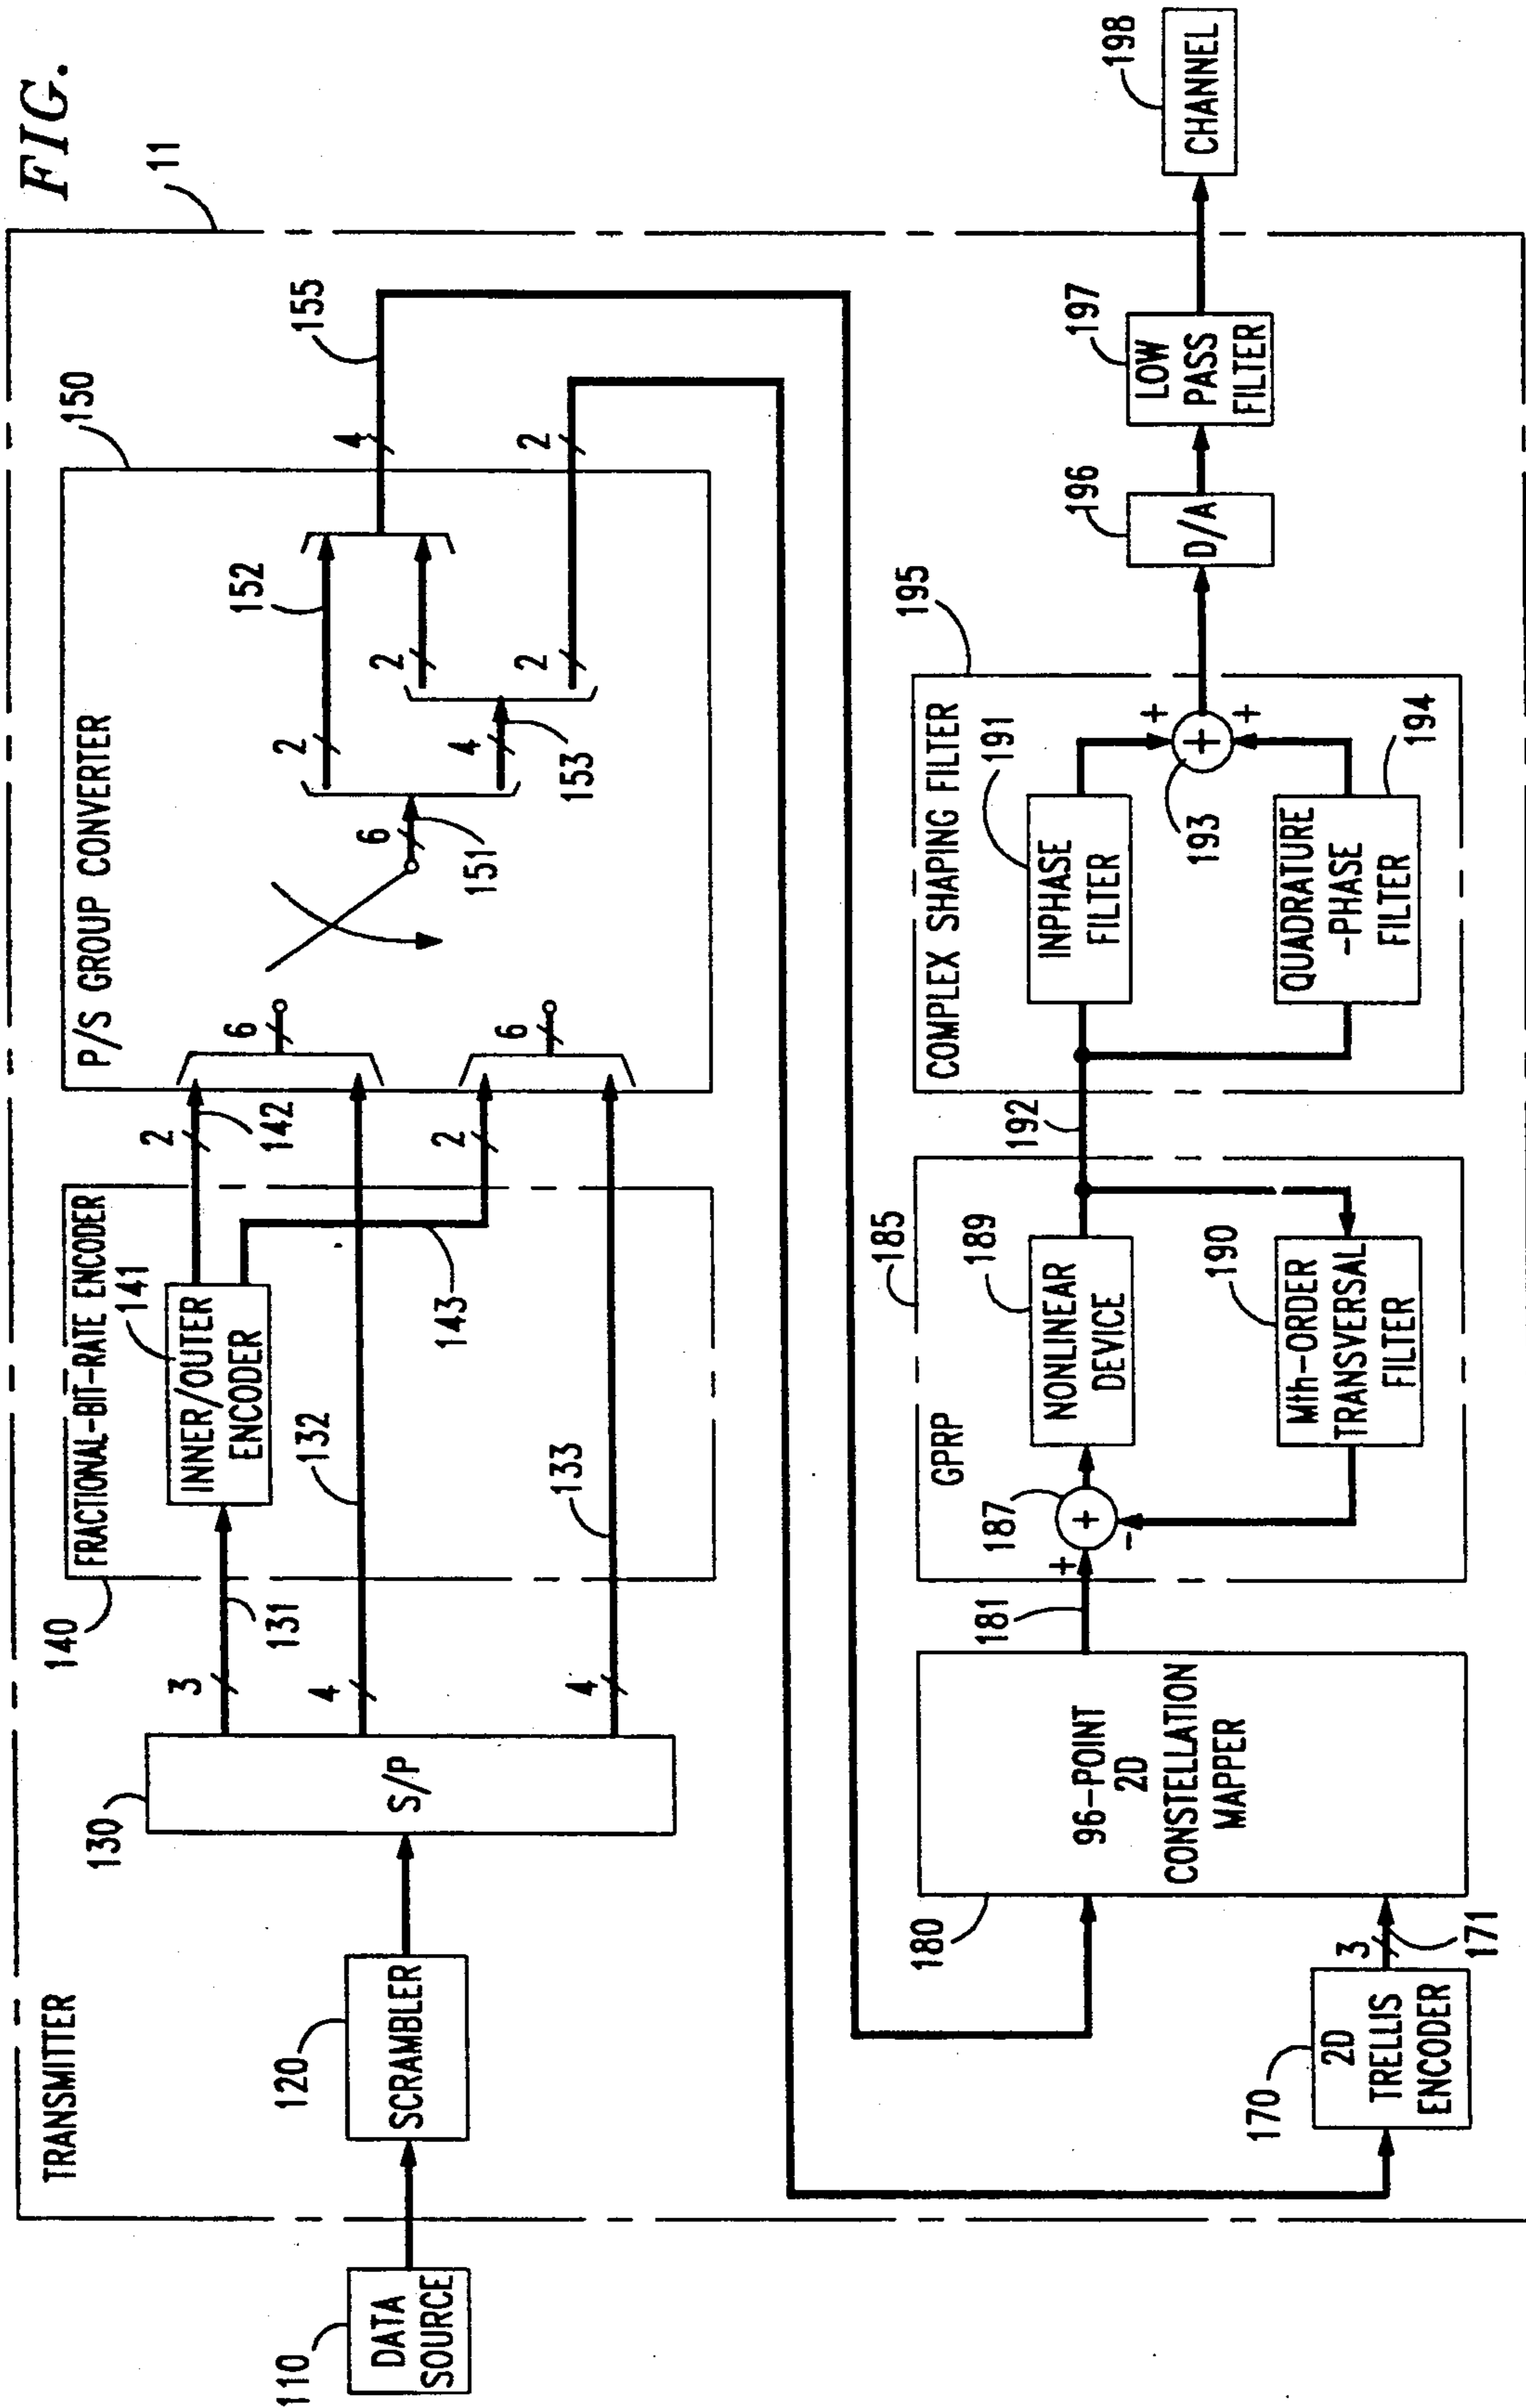 FIG.
11
TRANSMITTER
110
DATA
SOURCE
120
SCRAMBLER
130
S/P
3
131
4
132
4
133
140
FRACTIONAL-BIT-RATE ENCODER
141
INNER/OUTER
ENCODER
2
142
143
2
150
P/S GROUP CONVERTER
6
6
6
151
2
152
4
153
2
2
4
155
2
170
2D
TRELLIS
ENCODER
3
171
180
96-POINT
2D
CONSTELLATION
MAPPER
181
185
GPRP
187
+
+
-
189
NONLINEAR
DEVICE
190
Mth-ORDER
TRANSVERSAL
FILTER
192
195
COMPLEX SHAPING FILTER
191
INPHASE
FILTER
194
QUADRATURE
-PHASE
FILTER
193
+
+
+
196
D/A
197
LOW
PASS
FILTER
198
CHANNEL